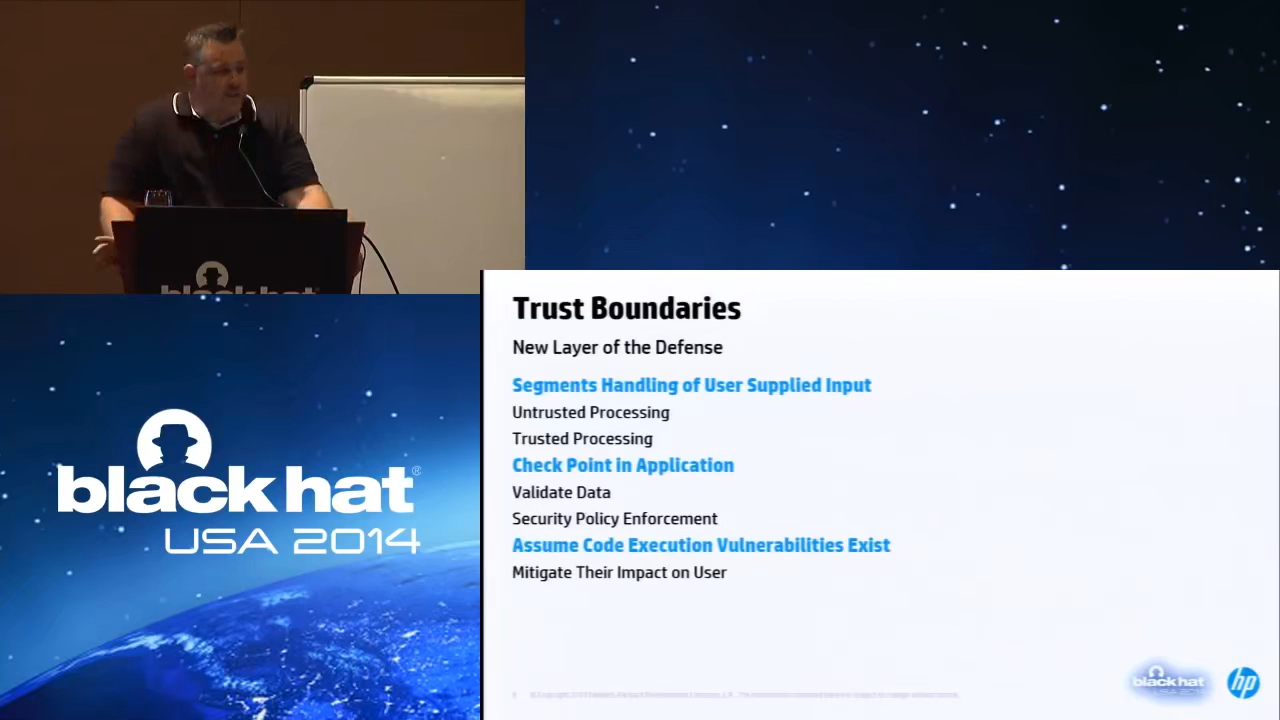 black hat
Trust Boundaries
New Layer of the Defense
Segments Handling of User Supplied Input
Untrusted Processing
Trusted Processing
Check Point in Application
Validate Data
Security Policy Enforcement
Assume Code Execution Vulnerabilities Exist
Mitigate Their Impact on User
black hat®
USA 2014
black hat
hp